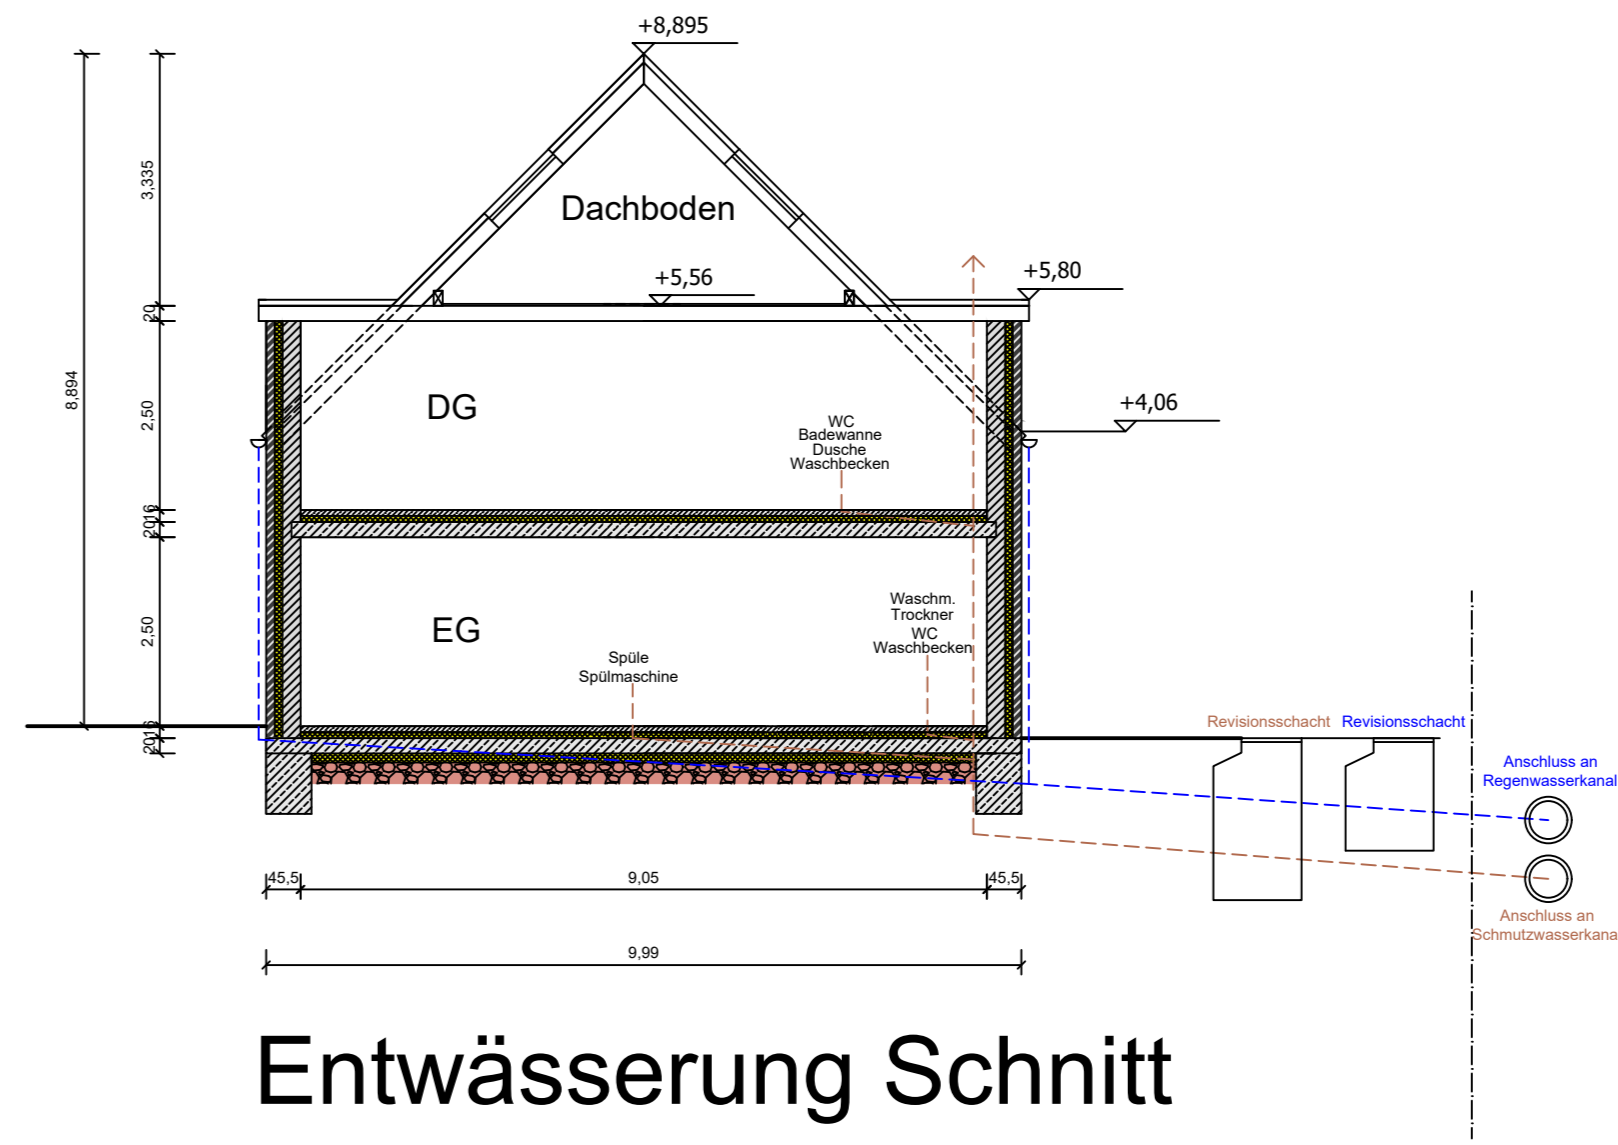 +8,895
3,335
Dachboden
+5,56
+5,80
20
8,894
2,50
DG
+4,06
WC
Badewanne
Dusche
Waschbecken
2016
2,50
EG
Waschm.
Trockner
WC
Waschbecken
Spüle
Spülmaschine
2016
Revisionsschacht
Revisionsschacht
Anschluss an
Regenwasserkanal
Anschluss an
Schmutzwasserkana
45,5
9,05
45,5
9,99
Entwässerung Schnitt